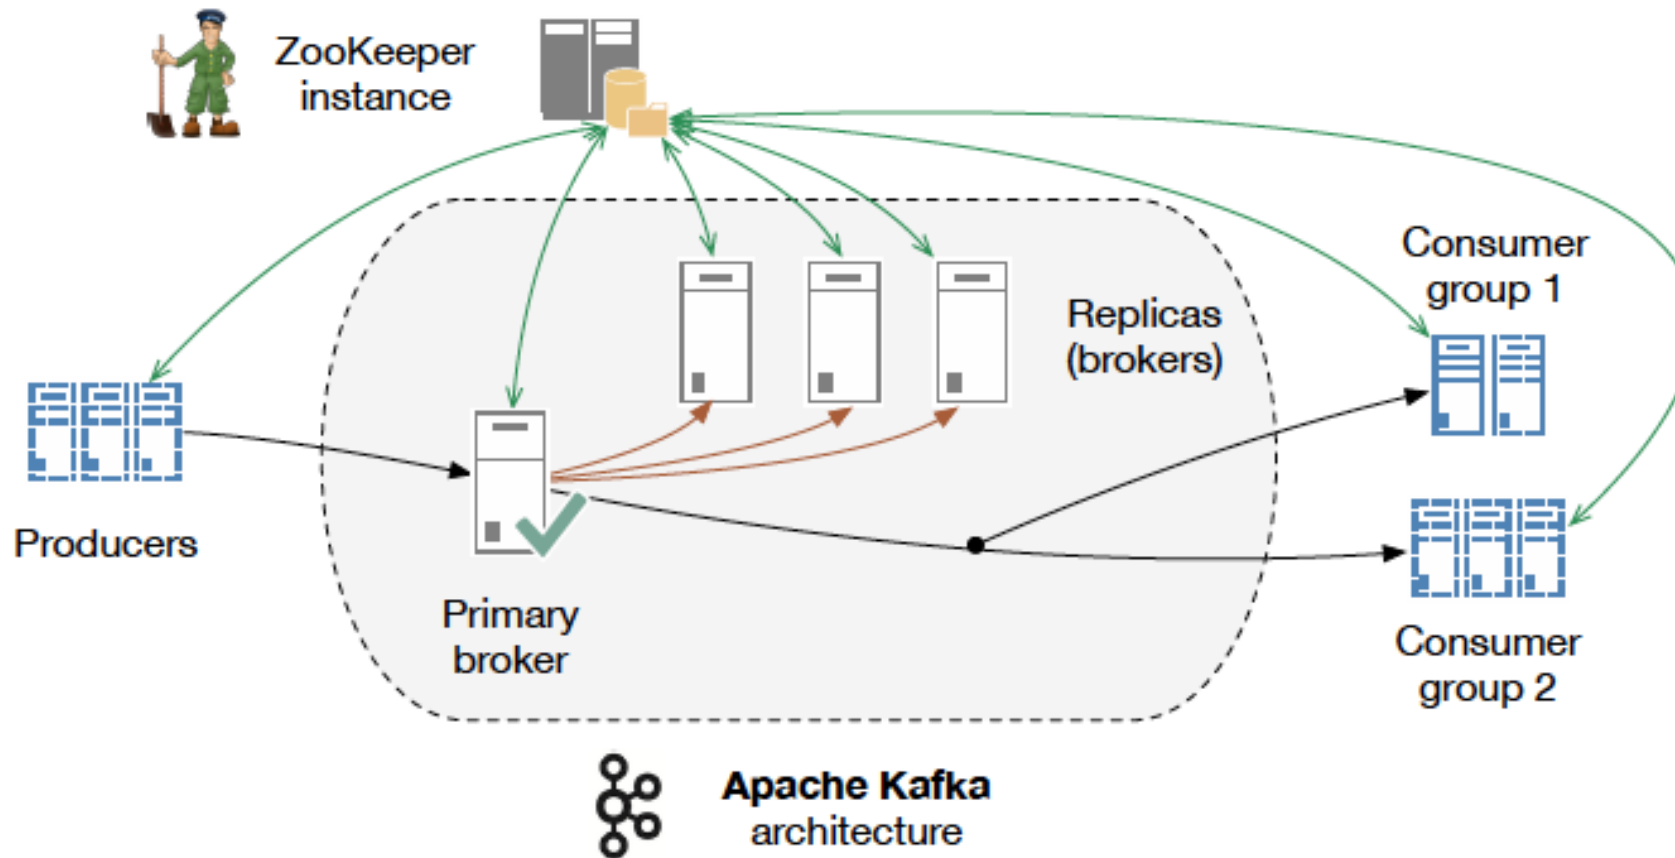 ZooKeeper
instance
Consumer
group 1
Replicas
(brokers)
Producers
Primary
broker
Consumer
group 2
Apache Kafka
architecture